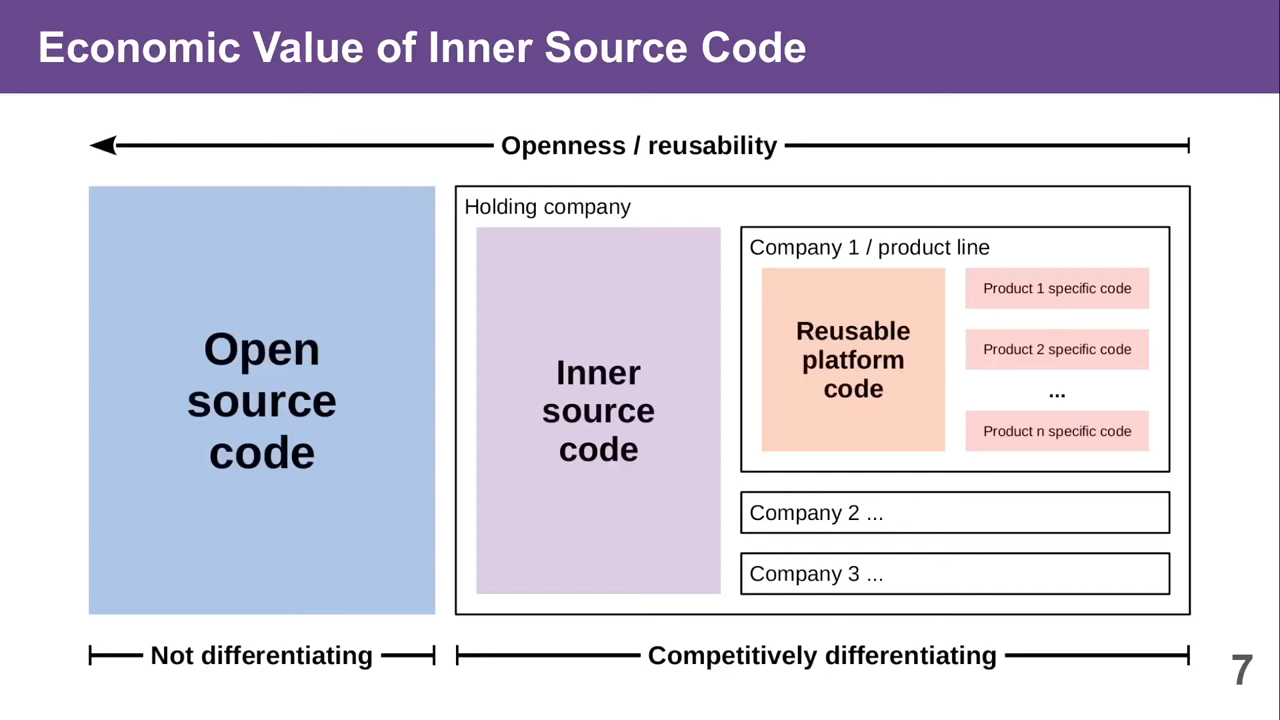 Economic Value of Inner Source Code
Openness / reusability
Open
source
code
Holding company
Inner
source
code
Company 1 / product line
Reusable
platform
code
Product 1 specific code
Product 2 specific code
...
Product n specific code
Company 2 ...
Company 3 ...
Not differentiating
Competitively differentiating
7